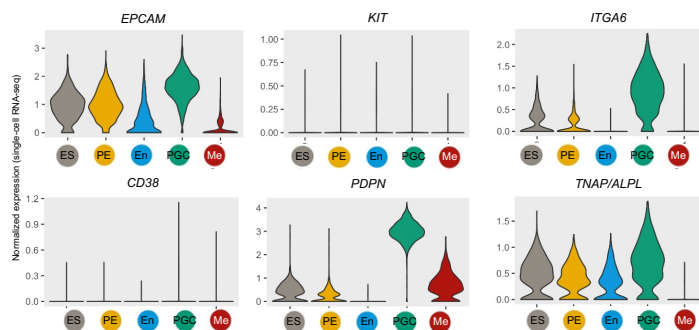 EPCAM
KIT
ITGA6
Normalized expression (single-cell RNA-seq)
3
2
1
0
1.00
0.75
0.50
0.25
0.00
2.0
1.5
1.0
0.5
0.0
ES PE En PGC Me
ES PE En PGC Me
ES PE En PGC Me
CD38
PDPN
TNAP/ALPL
1.2
0.9
0.6
0.3
0.0
4
3
2
1
0
1.5
1.0
0.5
0.0
ES PE En PGC Me
ES PE En PGC Me
ES PE En PGC Me